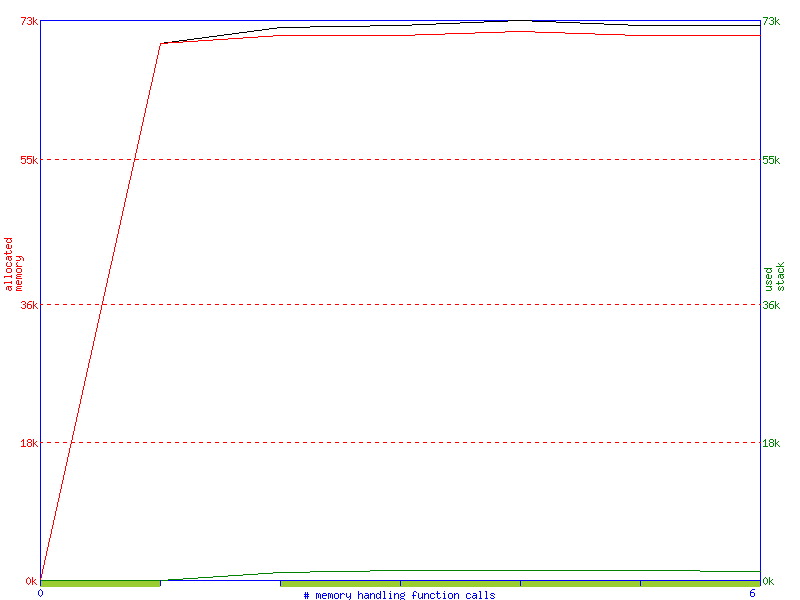 73k 73k
55k 55k
allocated
memory
used
stack
36k 36k
18k 18k
0k 0k
0 # memory handling function calls 6